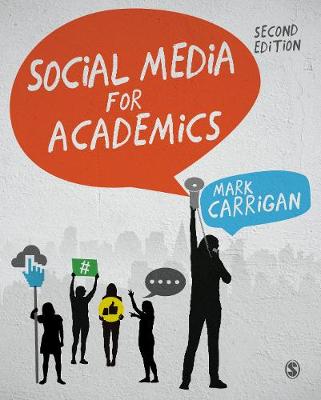 SECOND
EDITION
SOCIAL MEDIA
FOR
ACADEMICS
MARK
CARRIGAN
#
S